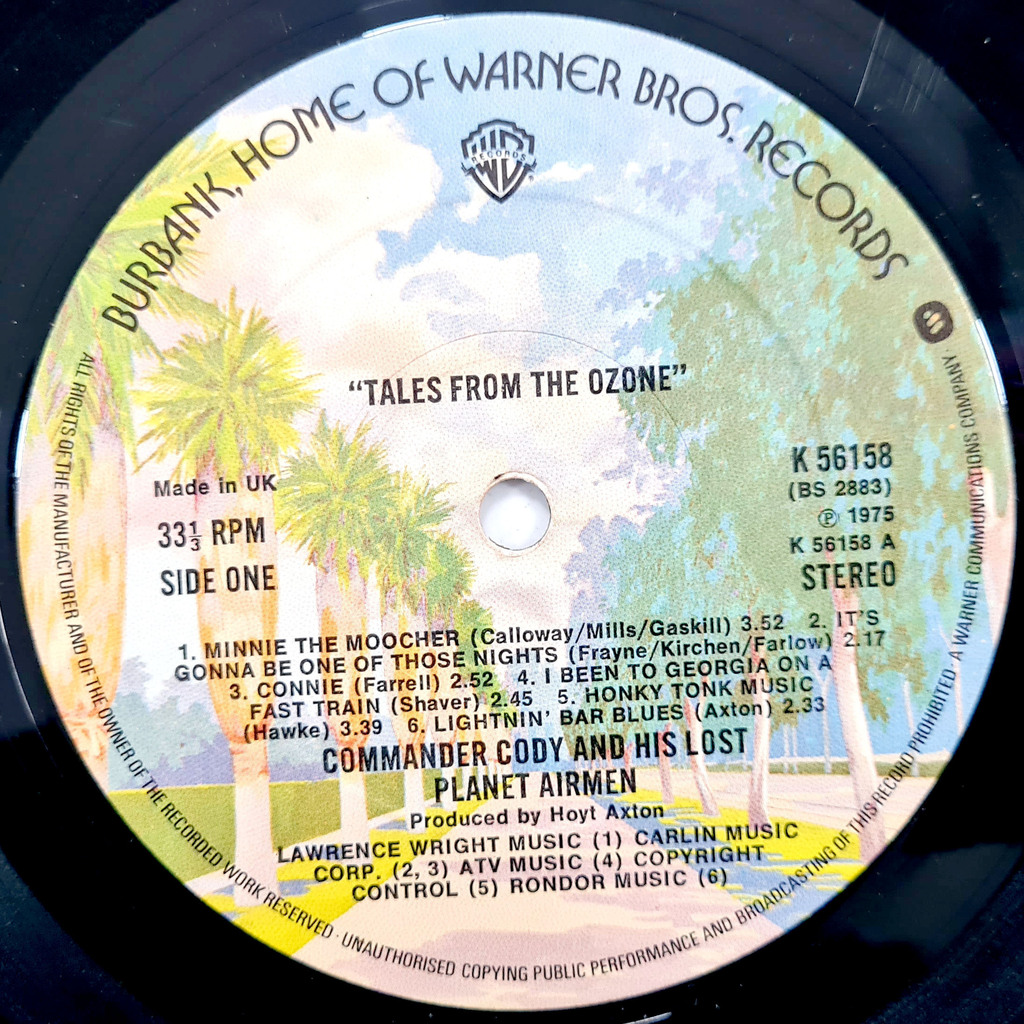 BURBANK, HOME OF WARNER BROS. RECORDS
WB
RECORDS
"TALES FROM THE OZONE"
Made in UK
33⅓ RPM
SIDE ONE
K 56158
(BS 2883)
Ⓟ 1975
K 56158 A
STEREO
1. MINNIE THE MOOCHER (Calloway/Mills/Gaskill) 3.52 2. IT'S
GONNA BE ONE OF THOSE NIGHTS (Frayne/Kirchen/Farlow) 2.17
3. CONNIE (Farrell) 2.52 4. I BEEN TO GEORGIA ON A
FAST TRAIN (Shaver) 2.45 5. HONKY TONK MUSIC
(Hawke) 3.39 6. LIGHTNIN' BAR BLUES (Axton) 2.33
COMMANDER CODY AND HIS LOST
PLANET AIRMEN
Produced by Hoyt Axton
LAWRENCE WRIGHT MUSIC (1) CARLIN MUSIC
CORP. (2, 3) ATV MUSIC (4) COPYRIGHT
CONTROL (5) RONDOR MUSIC (6)
ALL RIGHTS OF THE MANUFACTURER AND OF THE OWNER OF THE RECORDED WORK RESERVED · UNAUTHORISED COPYING PUBLIC PERFORMANCE AND BROADCASTING OF THIS RECORD PROHIBITED · A WARNER COMMUNICATIONS COMPANY